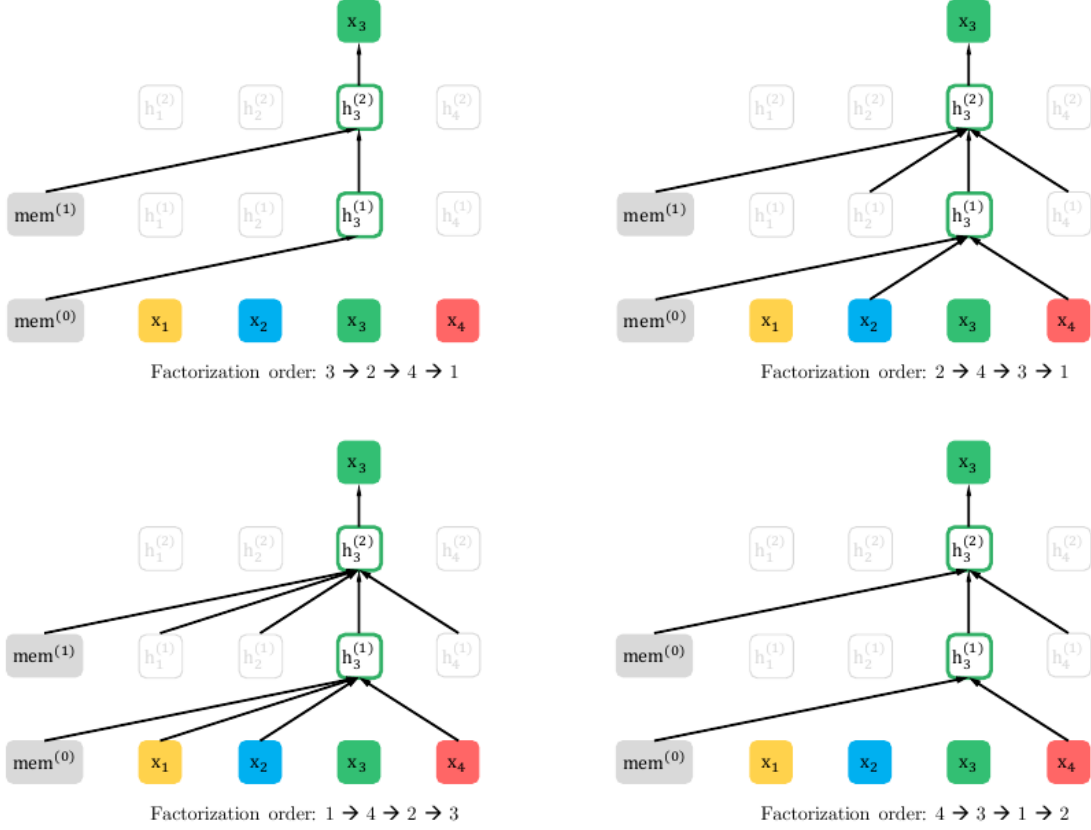 x₃ x₃
h₁⁽²⁾ h₂⁽²⁾ h₃⁽²⁾ h₄⁽²⁾ h₁⁽²⁾ h₂⁽²⁾ h₃⁽²⁾ h₄⁽²⁾
mem⁽¹⁾ h₁⁽¹⁾ h₂⁽¹⁾ h₃⁽¹⁾ h₄⁽¹⁾ mem⁽¹⁾ h₁⁽¹⁾ h₂⁽¹⁾ h₃⁽¹⁾ h₄⁽¹⁾
mem⁽⁰⁾ x₁ x₂ x₃ x₄ mem⁽⁰⁾ x₁ x₂ x₃ x₄
Factorization order: 3 → 2 → 4 → 1 Factorization order: 2 → 4 → 3 → 1
x₃ x₃
h₁⁽²⁾ h₂⁽²⁾ h₃⁽²⁾ h₄⁽²⁾ h₁⁽²⁾ h₂⁽²⁾ h₃⁽²⁾ h₄⁽²⁾
mem⁽¹⁾ h₁⁽¹⁾ h₂⁽¹⁾ h₃⁽¹⁾ h₄⁽¹⁾ mem⁽⁰⁾ h₁⁽¹⁾ h₂⁽¹⁾ h₃⁽¹⁾ h₄⁽¹⁾
mem⁽⁰⁾ x₁ x₂ x₃ x₄ mem⁽⁰⁾ x₁ x₂ x₃ x₄
Factorization order: 1 → 4 → 2 → 3 Factorization order: 4 → 3 → 1 → 2